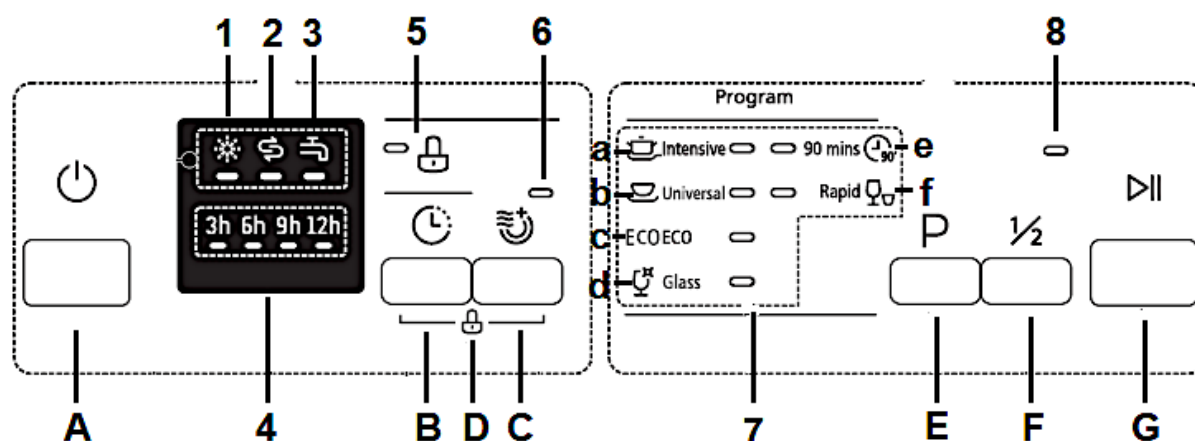 1 2 3 5 6 8
Program
a Intensive 90 mins 90' e
b Universal Rapid f
3h 6h 9h 12h
c ECO ECO P 1/2
d Glass
A 4 B D C 7 E F G